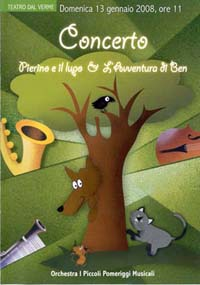 TEATRO DAL VERME Domenica 13 gennaio 2008, ore 11
Concerto
Pierino e il lupo & L'Avventura di Ben
Orchestra I Piccoli Pomeriggi Musicali